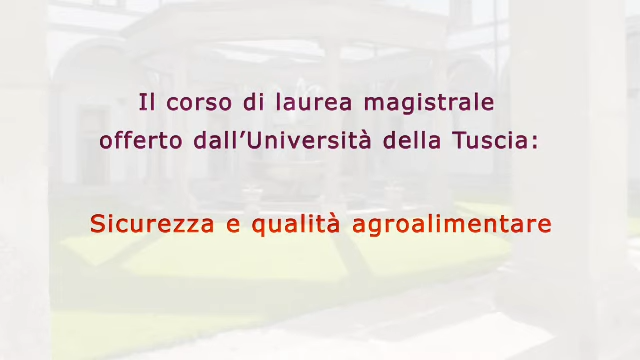 Il corso di laurea magistrale
offerto dall’Università della Tuscia:
Sicurezza e qualità agroalimentare